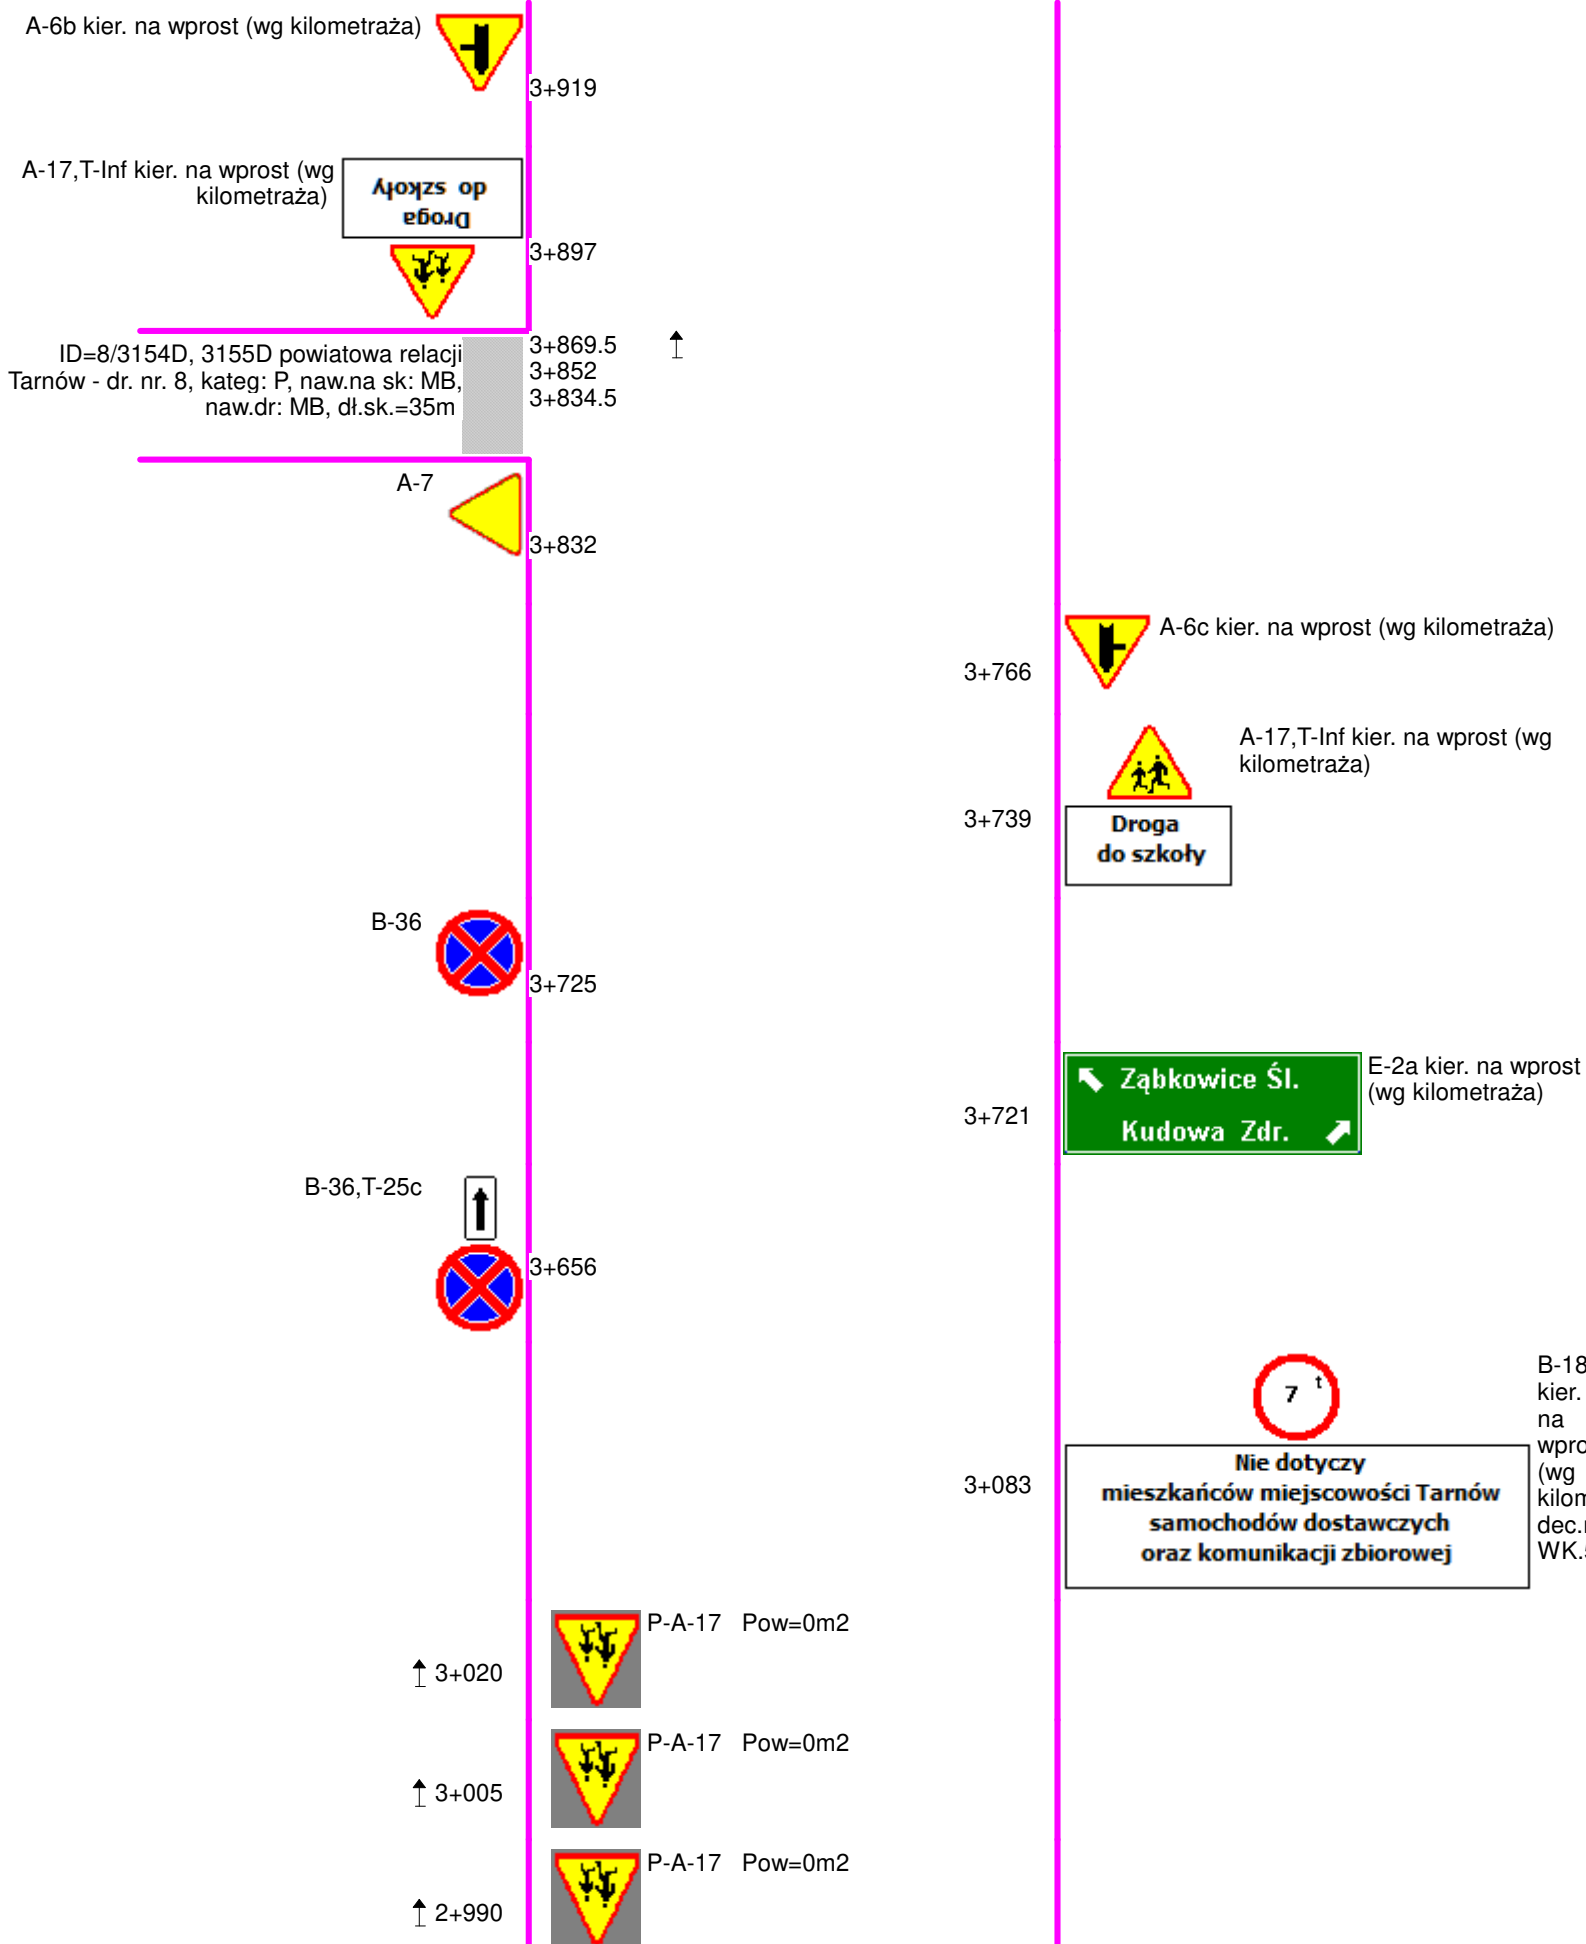 A-6b kier. na wprost (wg kilometraża)
3+919
A-17,T-Inf kier. na wprost (wg
kilometraża)
Droga
do szkoły
3+897
ID=8/3154D, 3155D powiatowa relacji
Tarnów - dr. nr. 8, kateg: P, naw.na sk: MB,
naw.dr: MB, dł.sk.=35m
3+869.5
3+852
3+834.5
A-7
3+832
A-6c kier. na wprost (wg kilometraża)
3+766
A-17,T-Inf kier. na wprost (wg
kilometraża)
3+739
Droga
do szkoły
B-36
3+725
E-2a kier. na wprost
(wg kilometraża)
3+721
Ząbkowice Śl.
Kudowa Zdr.
B-36,T-25c
3+656
7 t
B-18
kier.
na
(wg
3+083
Nie dotyczy
mieszkańców miejscowości Tarnów
samochodów dostawczych
oraz komunikacji zbiorowej
P-A-17 Pow=0m2
3+020
P-A-17 Pow=0m2
3+005
P-A-17 Pow=0m2
2+990